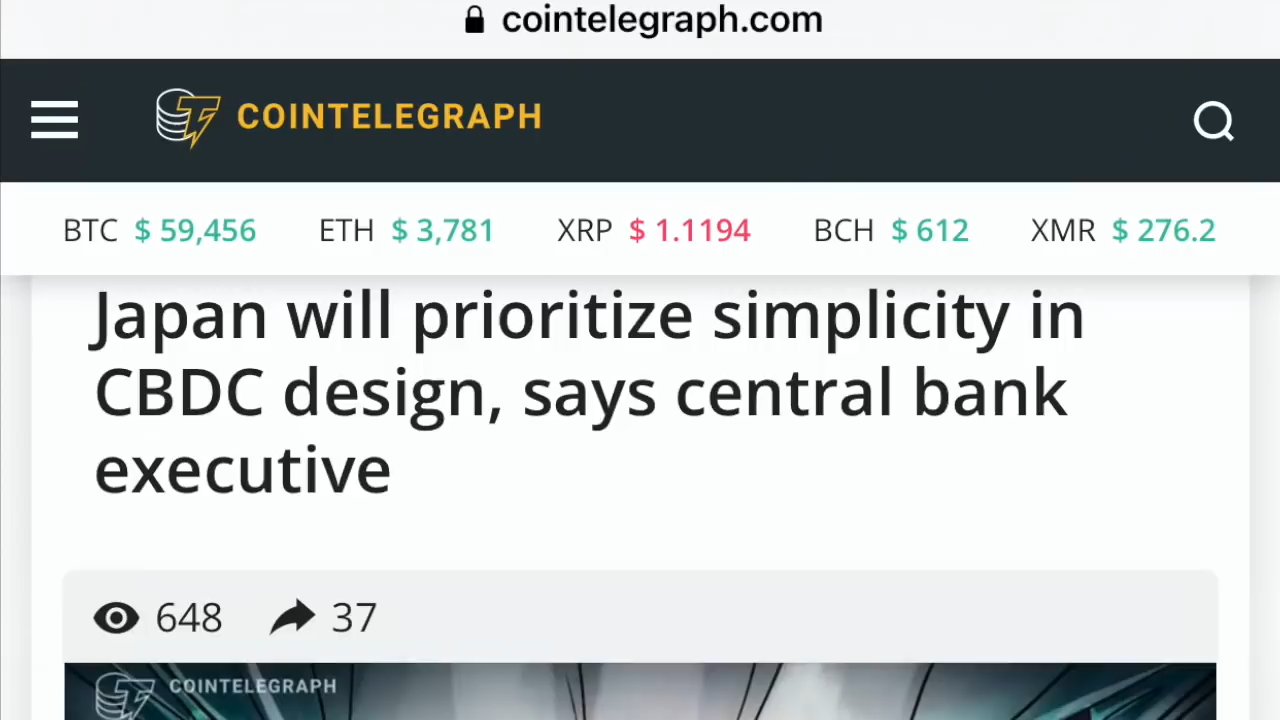 cointelegraph.com
COINTELEGRAPH
BTC $ 59,456 ETH $ 3,781 XRP $ 1.1194 BCH $ 612 XMR $ 276.2
Japan will prioritize simplicity in
CBDC design, says central bank
executive
648 37
COINTELEGRAPH